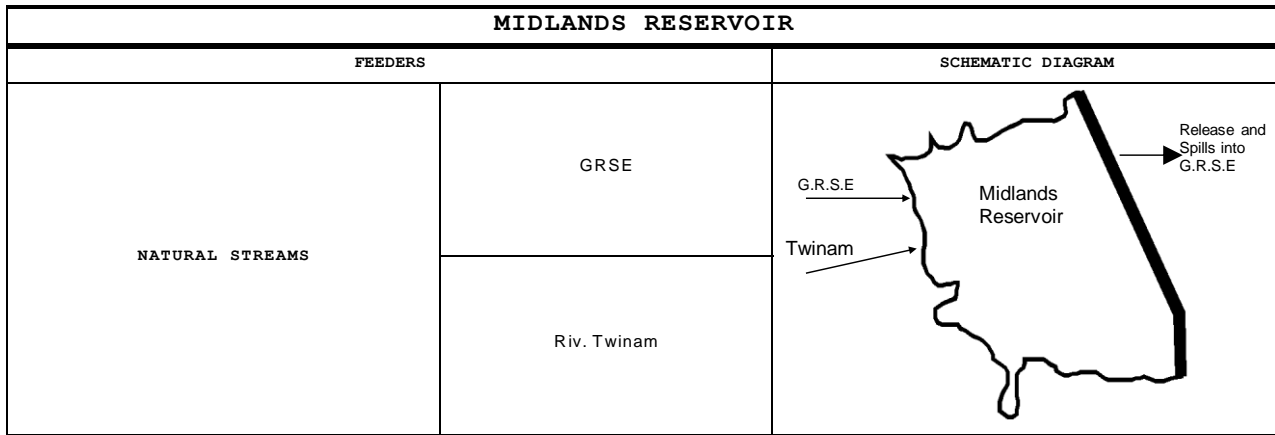 MIDLANDS RESERVOIR
FEEDERS
SCHEMATIC DIAGRAM
NATURAL STREAMS
GRSE
Riv. Twinam
G.R.S.E
Twinam
Midlands
Reservoir
Release and
Spills into
G.R.S.E